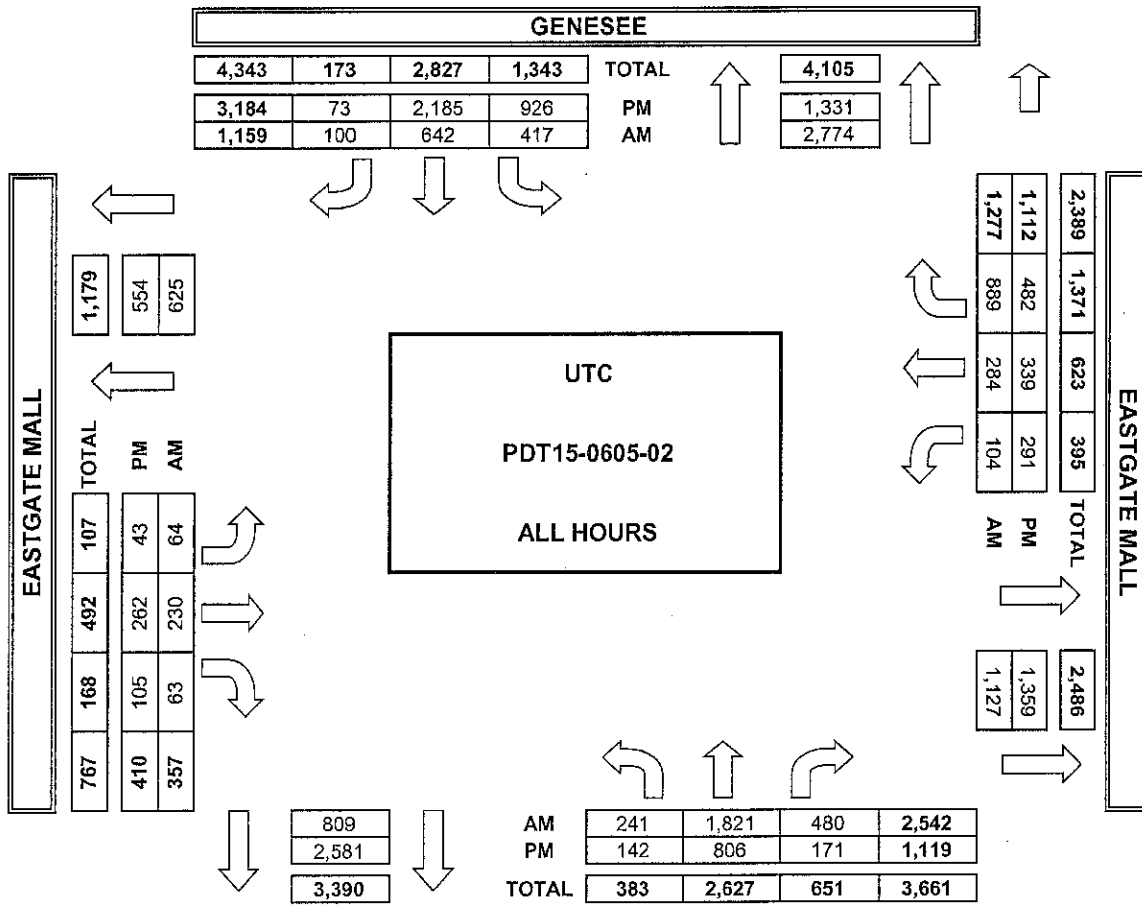 GENESEE
4,343 173 2,827 1,343 TOTAL 4,105
3,184 73 2,185 926 PM 1,331
1,159 100 642 417 AM 2,774
EASTGATE MALL
1,179 554 625
TOTAL PM AM
107 43 64
492 262 230
168 105 63
767 410 357
UTC
PDT15-0605-02
ALL HOURS
1,277 1,112 2,389
889 482 1,371
284 339 623
104 291 395
AM PM TOTAL
1,127 1,359 2,486
EASTGATE MALL
809 AM 241 1,821 480 2,542
2,581 PM 142 806 171 1,119
3,390 TOTAL 383 2,627 651 3,661